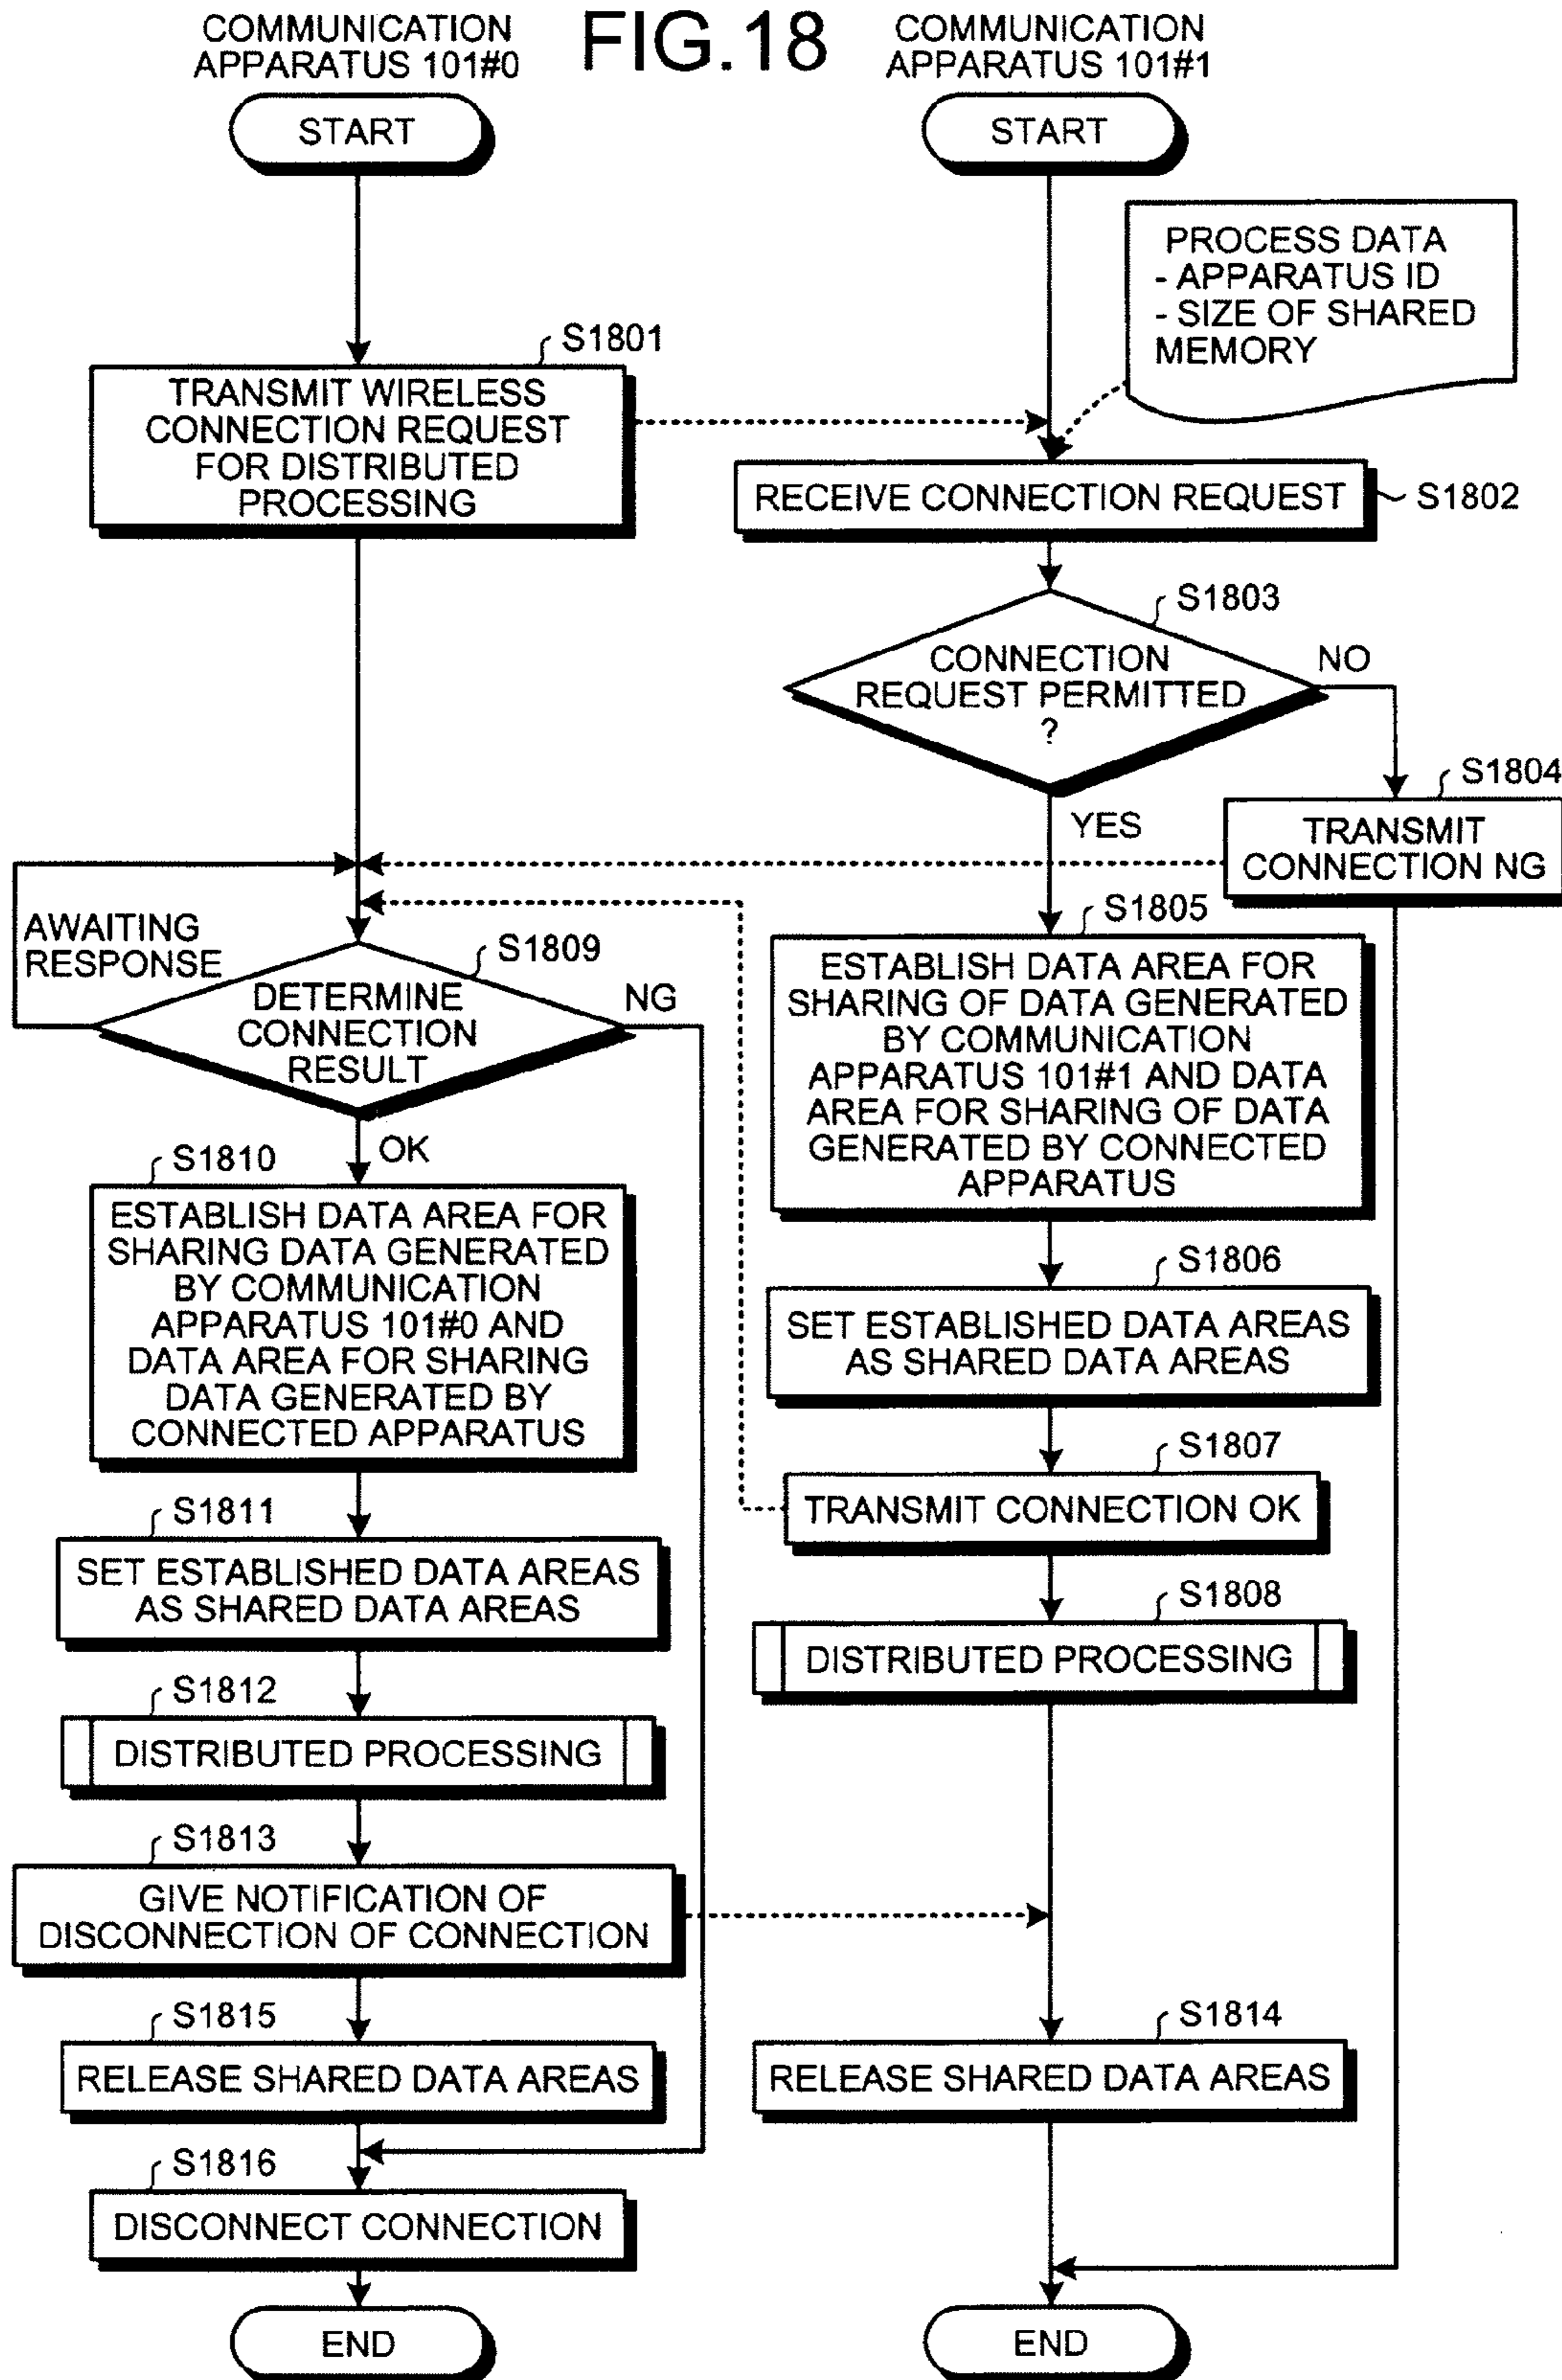 FIG.18
COMMUNICATION
APPARATUS 101#0
COMMUNICATION
APPARATUS 101#1
START
START
PROCESS DATA
- APPARATUS ID
- SIZE OF SHARED
MEMORY
S1801
TRANSMIT WIRELESS
CONNECTION REQUEST
FOR DISTRIBUTED
PROCESSING
RECEIVE CONNECTION REQUEST
S1802
S1803
CONNECTION
REQUEST PERMITTED
?
NO
YES
S1804
TRANSMIT
CONNECTION NG
AWAITING
RESPONSE
S1809
DETERMINE
CONNECTION
RESULT
NG
OK
S1805
ESTABLISH DATA AREA FOR
SHARING OF DATA GENERATED
BY COMMUNICATION
APPARATUS 101#1 AND DATA
AREA FOR SHARING OF DATA
GENERATED BY CONNECTED
APPARATUS
S1810
ESTABLISH DATA AREA FOR
SHARING DATA GENERATED
BY COMMUNICATION
APPARATUS 101#0 AND
DATA AREA FOR SHARING
DATA GENERATED BY
CONNECTED APPARATUS
S1806
SET ESTABLISHED DATA AREAS
AS SHARED DATA AREAS
S1807
TRANSMIT CONNECTION OK
S1811
SET ESTABLISHED DATA AREAS
AS SHARED DATA AREAS
S1808
DISTRIBUTED PROCESSING
S1812
DISTRIBUTED PROCESSING
S1813
GIVE NOTIFICATION OF
DISCONNECTION OF CONNECTION
S1815
RELEASE SHARED DATA AREAS
S1814
RELEASE SHARED DATA AREAS
S1816
DISCONNECT CONNECTION
END
END